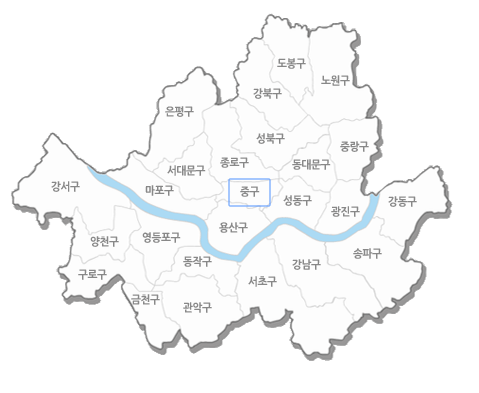 도봉구
노원구
강북구
은평구
성북구
중랑구
종로구
동대문구
서대문구
강서구
마포구
중구
성동구
강동구
광진구
용산구
양천구
영등포구
송파구
동작구
강남구
구로구
서초구
금천구
관악구